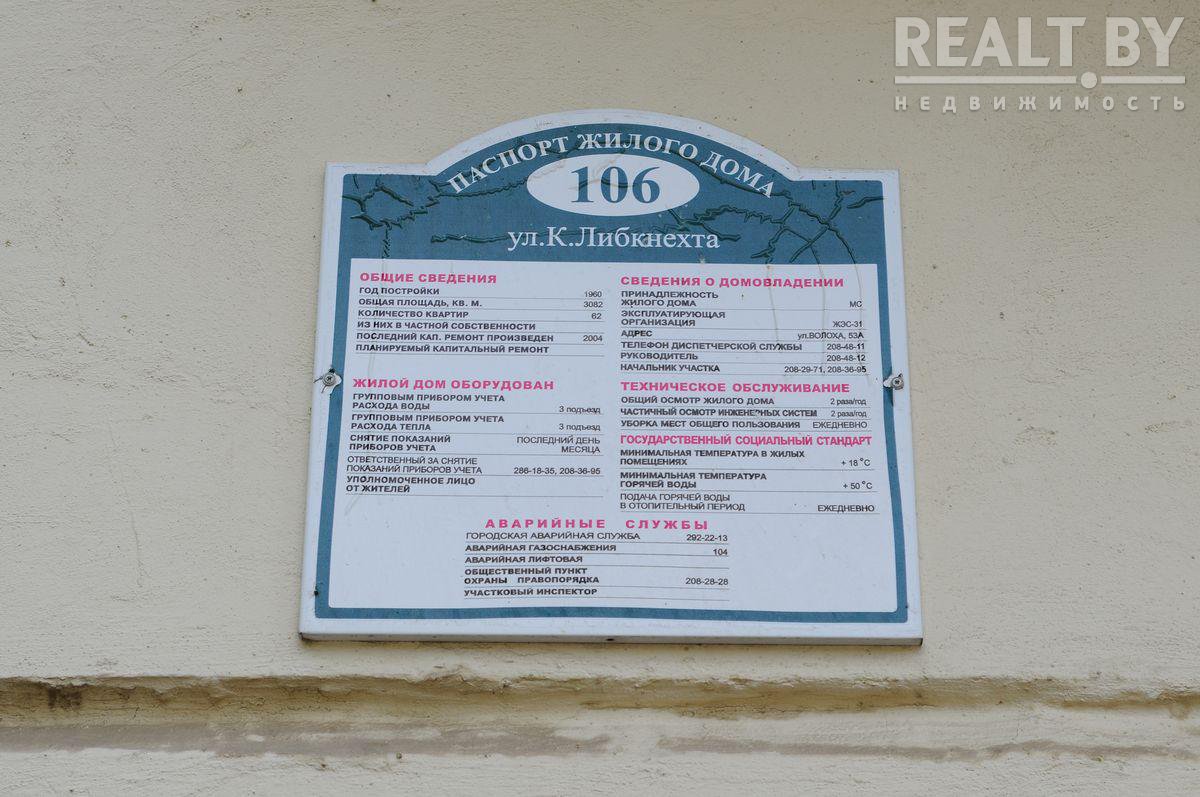 REALT.BY
НЕДВИЖИМОСТЬ
ПАСПОРТ ЖИЛОГО ДОМА
106
ул.К.Либкнехта
ОБЩИЕ СВЕДЕНИЯ
ГОД ПОСТРОЙКИ 1960
ОБЩАЯ ПЛОЩАДЬ, КВ. М. 3082
КОЛИЧЕСТВО КВАРТИР 62
ИЗ НИХ В ЧАСТНОЙ СОБСТВЕННОСТИ
ПОСЛЕДНИЙ КАП. РЕМОНТ ПРОИЗВЕДЕН 2004
ПЛАНИРУЕМЫЙ КАПИТАЛЬНЫЙ РЕМОНТ
ЖИЛОЙ ДОМ ОБОРУДОВАН
ГРУППОВЫМ ПРИБОРОМ УЧЕТА
РАСХОДА ВОДЫ 3 подъезд
ГРУППОВЫМ ПРИБОРОМ УЧЕТА
РАСХОДА ТЕПЛА 3 подъезд
СНЯТИЕ ПОКАЗАНИЙ ПОСЛЕДНИЙ ДЕНЬ
ПРИБОРОВ УЧЕТА МЕСЯЦА
ОТВЕТСТВЕННЫЙ ЗА СНЯТИЕ
ПОКАЗАНИЙ ПРИБОРОВ УЧЕТА 286-18-35, 208-36-95
УПОЛНОМОЧЕННОЕ ЛИЦО
ОТ ЖИТЕЛЕЙ
СВЕДЕНИЯ О ДОМОВЛАДЕНИИ
ПРИНАДЛЕЖНОСТЬ
ЖИЛОГО ДОМА МС
ЭКСПЛУАТИРУЮЩАЯ
ОРГАНИЗАЦИЯ ЖЭС-31
АДРЕС ул.ВОЛОХА, 53А
ТЕЛЕФОН ДИСПЕТЧЕРСКОЙ СЛУЖБЫ 208-48-11
РУКОВОДИТЕЛЬ 208-48-12
НАЧАЛЬНИК УЧАСТКА 208-29-71, 208-36-95
ТЕХНИЧЕСКОЕ ОБСЛУЖИВАНИЕ
ОБЩИЙ ОСМОТР ЖИЛОГО ДОМА 2 раза/год
ЧАСТИЧНЫЙ ОСМОТР ИНЖЕНЕРНЫХ СИСТЕМ 2 раза/год
УБОРКА МЕСТ ОБЩЕГО ПОЛЬЗОВАНИЯ ЕЖЕДНЕВНО
ГОСУДАРСТВЕННЫЙ СОЦИАЛЬНЫЙ СТАНДАРТ
МИНИМАЛЬНАЯ ТЕМПЕРАТУРА В ЖИЛЫХ
ПОМЕЩЕНИЯХ + 18 °С
МИНИМАЛЬНАЯ ТЕМПЕРАТУРА
ГОРЯЧЕЙ ВОДЫ + 50 °С
ПОДАЧА ГОРЯЧЕЙ ВОДЫ
В ОТОПИТЕЛЬНЫЙ ПЕРИОД ЕЖЕДНЕВНО
АВАРИЙНЫЕ СЛУЖБЫ
ГОРОДСКАЯ АВАРИЙНАЯ СЛУЖБА 292-22-13
АВАРИЙНАЯ ГАЗОСНАБЖЕНИЯ 104
АВАРИЙНАЯ ЛИФТОВАЯ
ОБЩЕСТВЕННЫЙ ПУНКТ
ОХРАНЫ ПРАВОПОРЯДКА 208-28-28
УЧАСТКОВЫЙ ИНСПЕКТОР